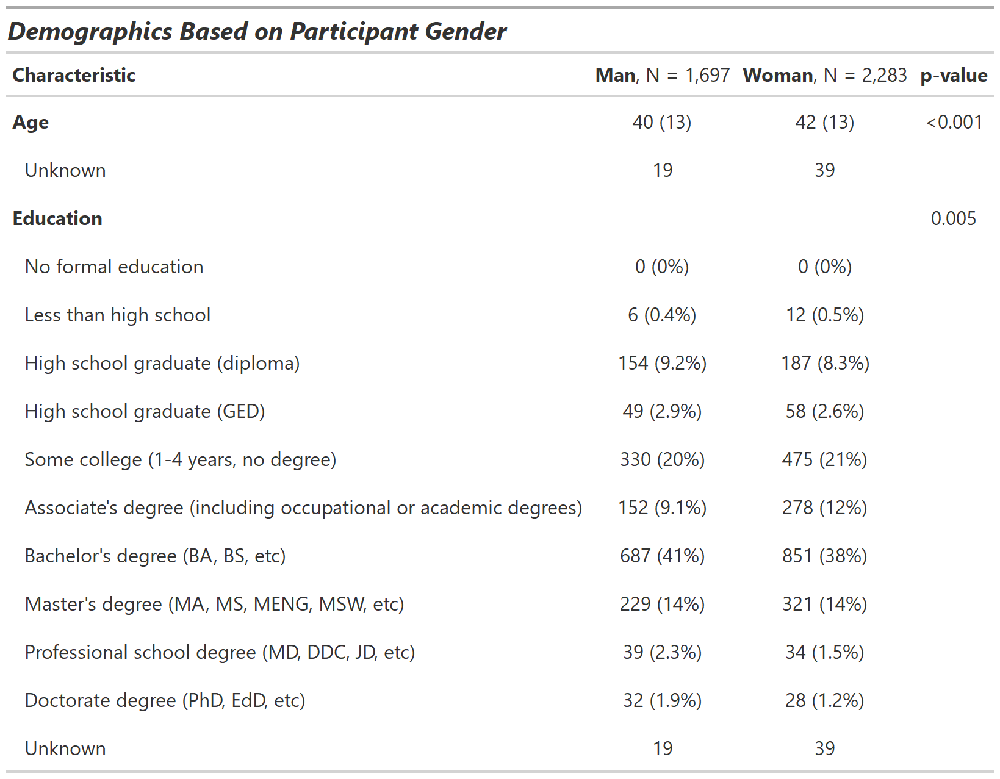 Demographics Based on Participant Gender
Characteristic Man, N = 1,697 Woman, N = 2,283 p-value
Age 40 (13) 42 (13) <0.001
Unknown 19 39
Education 0.005
No formal education 0 (0%) 0 (0%)
Less than high school 6 (0.4%) 12 (0.5%)
High school graduate (diploma) 154 (9.2%) 187 (8.3%)
High school graduate (GED) 49 (2.9%) 58 (2.6%)
Some college (1-4 years, no degree) 330 (20%) 475 (21%)
Associate's degree (including occupational or academic degrees) 152 (9.1%) 278 (12%)
Bachelor's degree (BA, BS, etc) 687 (41%) 851 (38%)
Master's degree (MA, MS, MENG, MSW, etc) 229 (14%) 321 (14%)
Professional school degree (MD, DDC, JD, etc) 39 (2.3%) 34 (1.5%)
Doctorate degree (PhD, EdD, etc) 32 (1.9%) 28 (1.2%)
Unknown 19 39